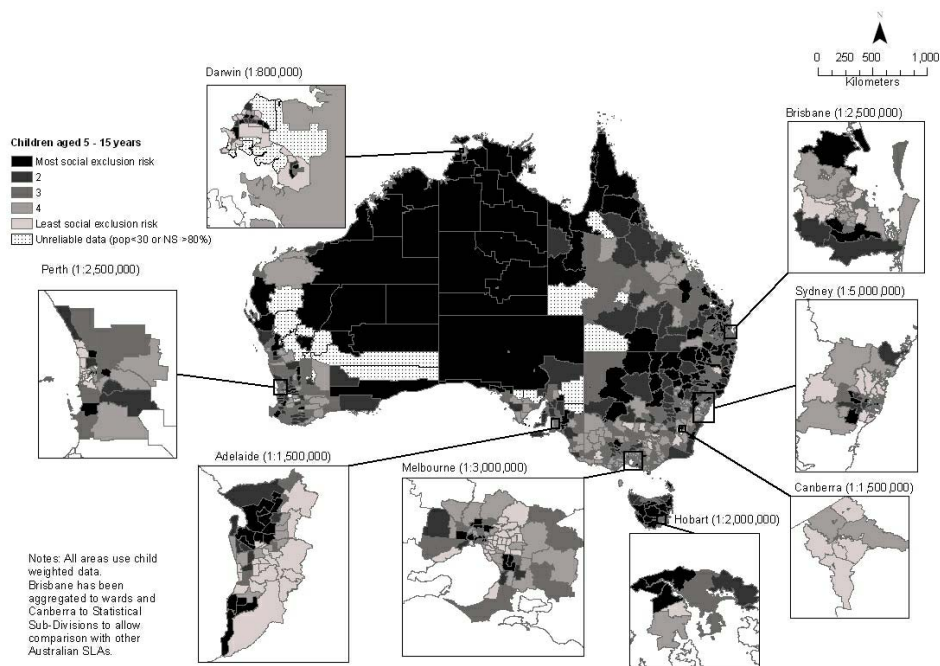 N
0 250 500 1,000
Kilometers
Darwin (1:800,000)
Brisbane (1:2,500,000)
Children aged 5 - 15 years
Most social exclusion risk
2
3
4
Least social exclusion risk
Unreliable data (pop<30 or NS >80%)
Perth (1:2,500,000)
Sydney (1:5,000,000)
Adelaide (1:1,500,000)
Melbourne (1:3,000,000)
Canberra (1:1,500,000)
Hobart (1:2,000,000)
Notes: All areas use child
weighted data.
Brisbane has been
aggregated to wards and
Canberra to Statistical
Sub-Divisions to allow
comparison with other
Australian SLAs.